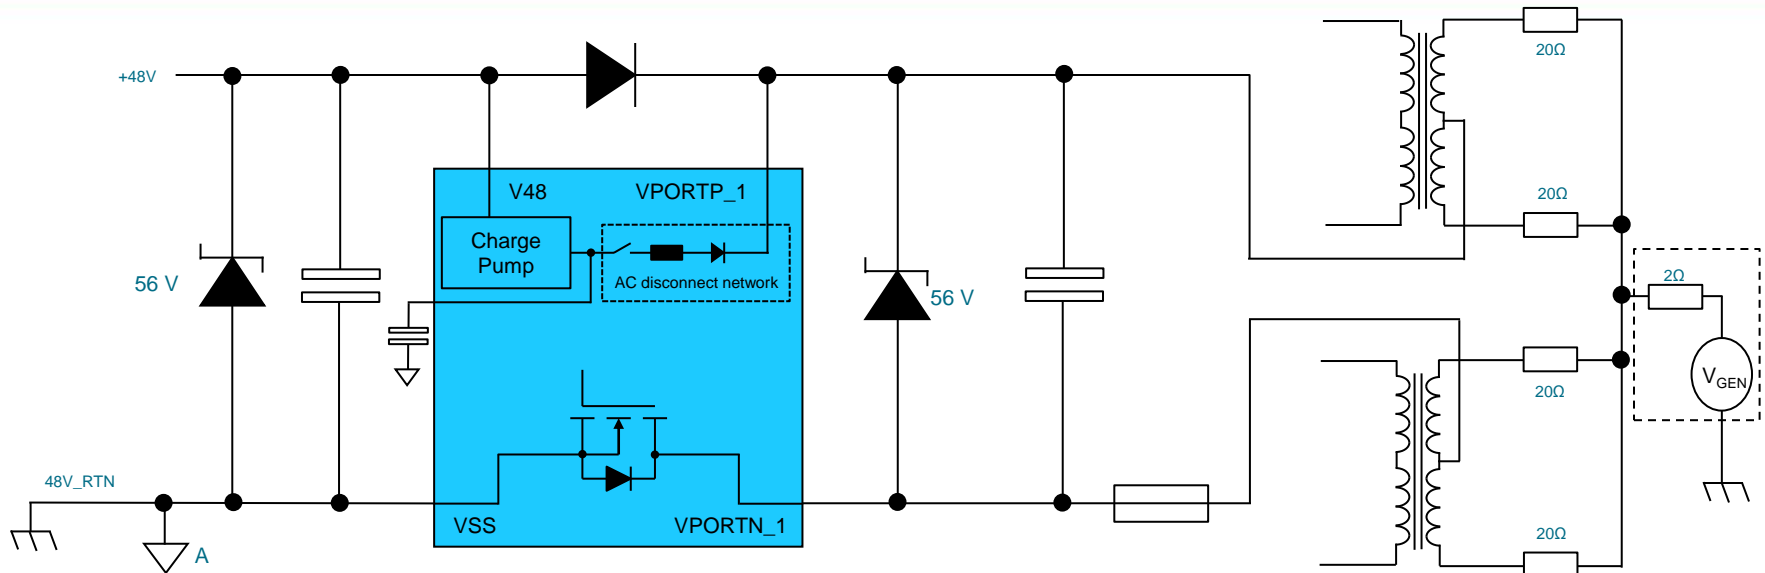 20Ω
+48V
V48
VPORTP_1
20Ω
Charge
Pump
AC disconnect network
56 V
56 V
2Ω
VGEN
20Ω
48V_RTN
VSS
VPORTN_1
20Ω
A